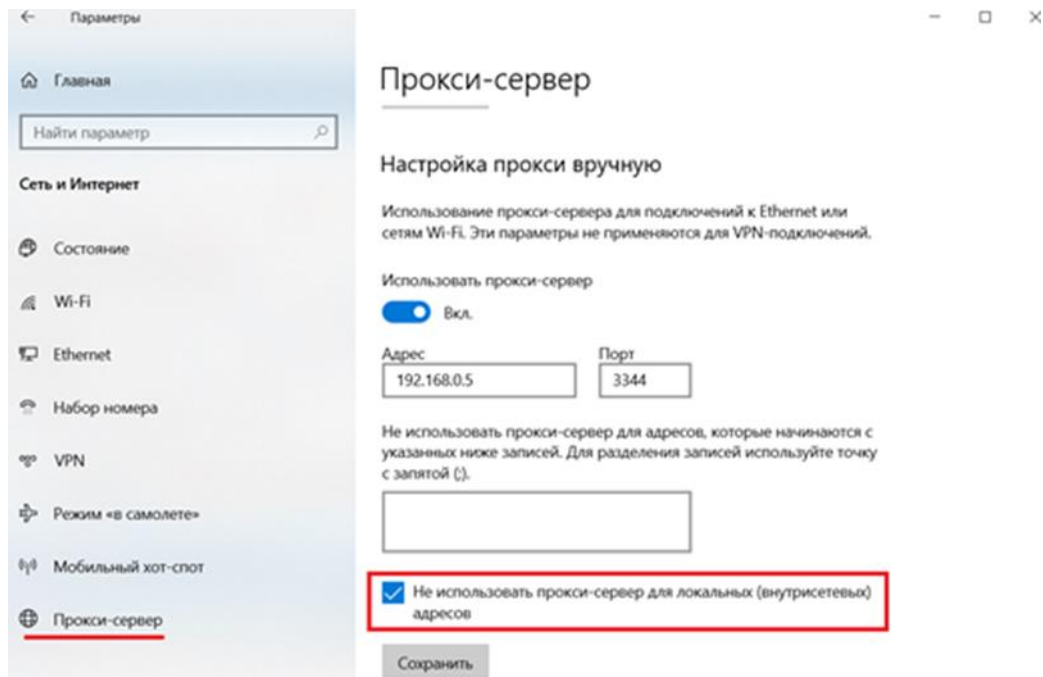 Параметры
Главная
Найти параметр
Сеть и Интернет
Состояние
Wi-Fi
Ethernet
Набор номера
VPN
Режим «в самолете»
Мобильный хот-спот
Прокси-сервер
Прокси-сервер
Настройка прокси вручную
Использование прокси-сервера для подключений к Ethernet или
сетям Wi-Fi. Эти параметры не применяются для VPN-подключений.
Использовать прокси-сервер
Вкл.
Адрес Порт
192.168.0.5 3344
Не использовать прокси-сервер для адресов, которые начинаются с
указанных ниже записей. Для разделения записей используйте точку
с запятой (;).
Не использовать прокси-сервер для локальных (внутрисетевых)
адресов
Сохранить